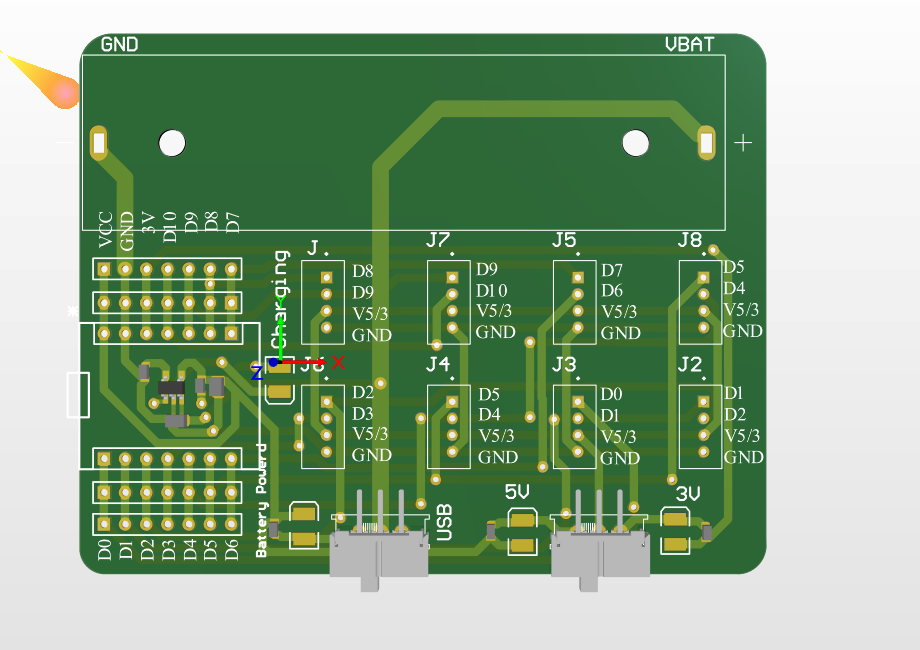 GND
VBAT
VCC
GND
3V
D10
D9
D8
D7
Charging
J
D8
D9
V5/3
GND
J7
D9
D10
V5/3
GND
J5
D7
D6
V5/3
GND
J8
D5
D4
V5/3
GND
X
Z
J6
D2
D3
V5/3
GND
J4
D5
D4
V5/3
GND
J3
D0
D1
V5/3
GND
J2
D1
D2
V5/3
GND
Battery Powerd
USB
5V
3V
D0
D1
D2
D3
D4
D5
D6